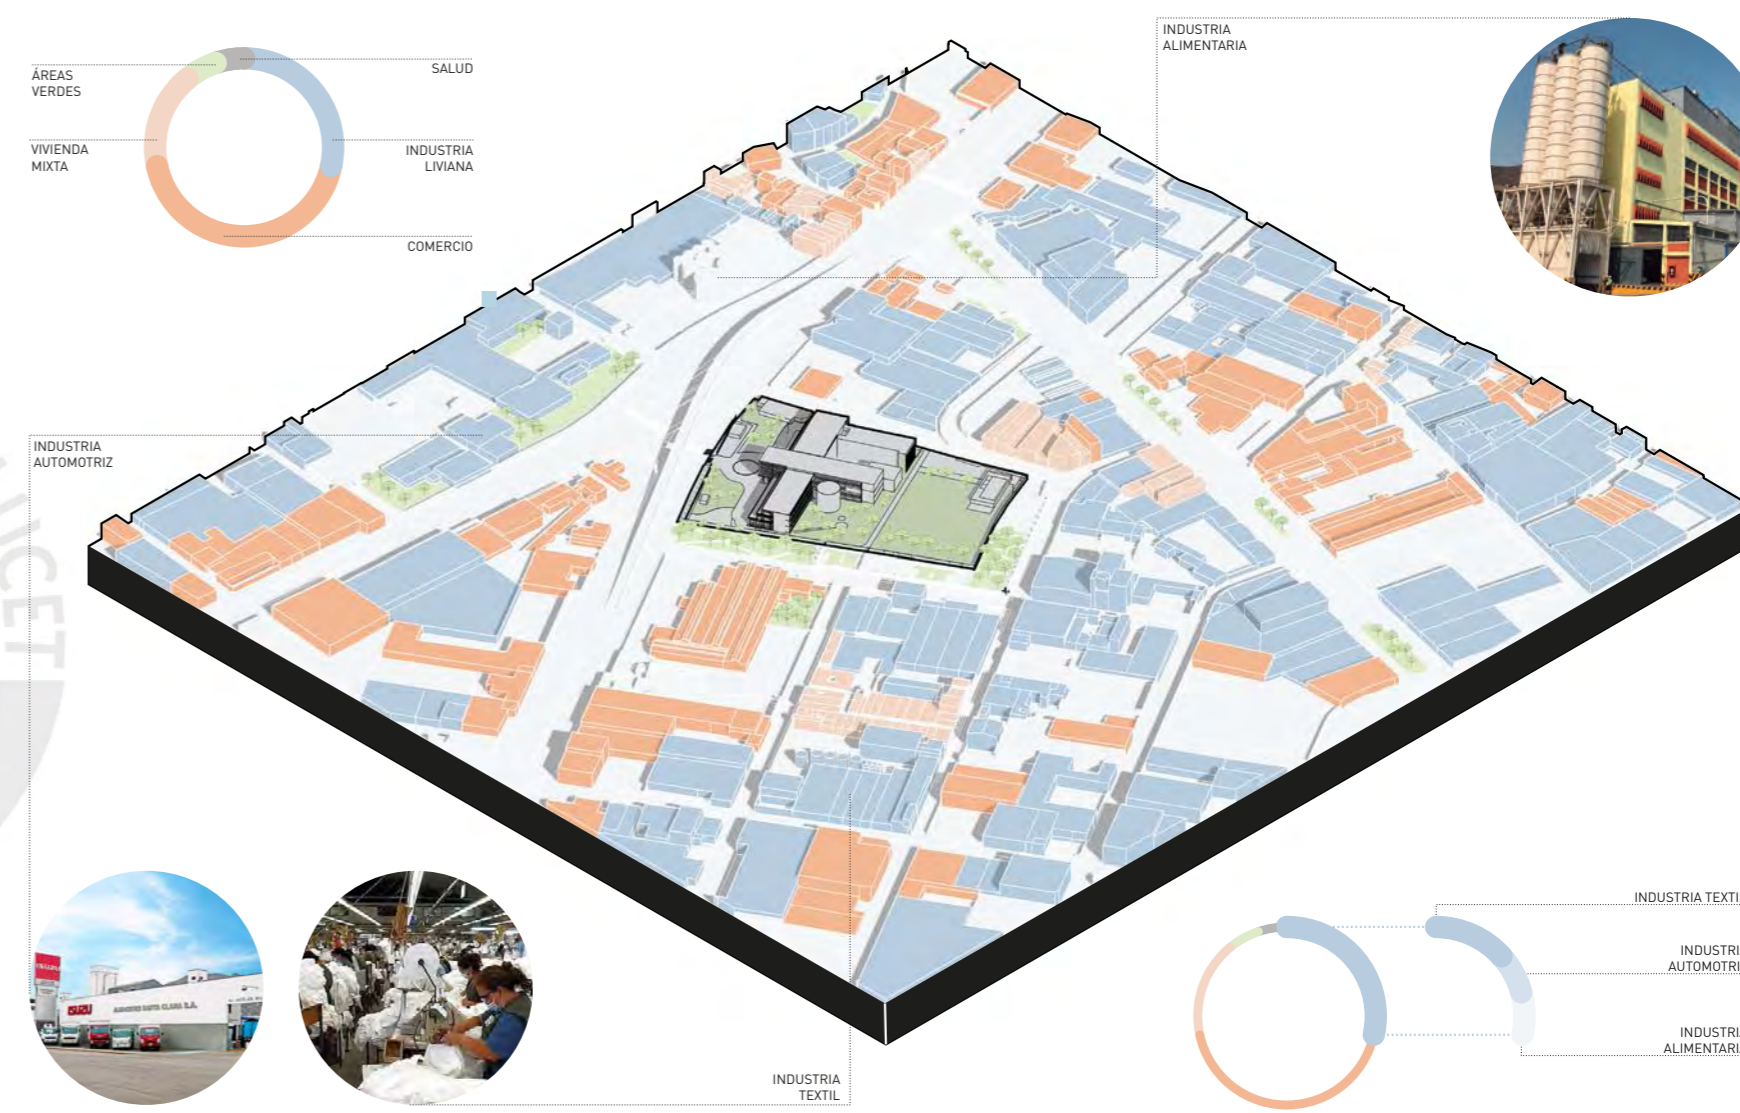 ÁREAS
VERDES
SALUD
VIVIENDA
MIXTA
INDUSTRIA
LIVIANA
COMERCIO
INDUSTRIA
ALIMENTARIA
INDUSTRIA
AUTOMOTRIZ
ISUZU
INDUSTRIA
TEXTIL
INDUSTRIA TEXTI
INDUSTRI
AUTOMOTRI
INDUSTRI
ALIMENTARI